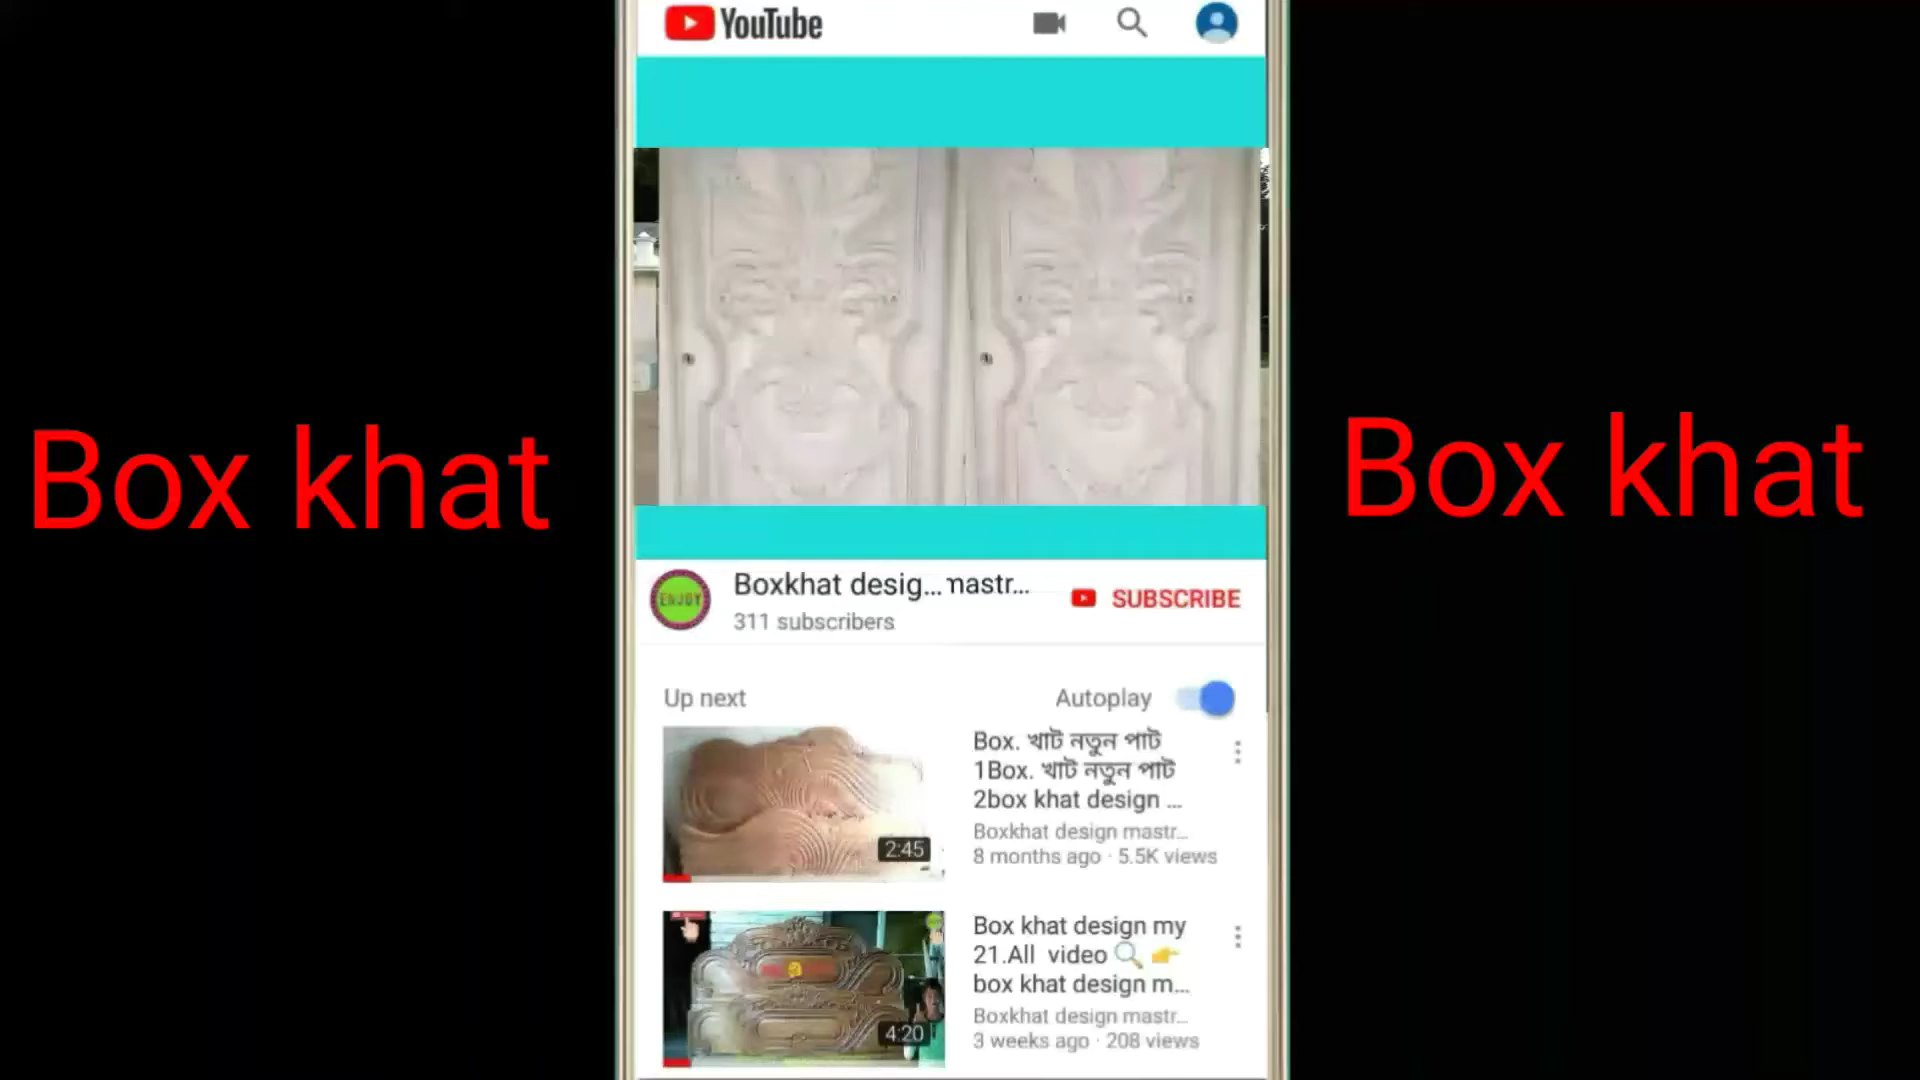 YouTube
Box khat
Box khat
Boxkhat desig... mastr...
SUBSCRIBE
311 subscribers
ENJOY
Up next
Autoplay
Box. খাট নতুন পাট
1Box. খাট নতুন পাট
2box khat design ...
Boxkhat design mastr...
8 months ago · 5.5K views
2:45
Box khat design my
21.All video 🔍 👉
box khat design m...
Boxkhat design mastr...
3 weeks ago · 208 views
4:20